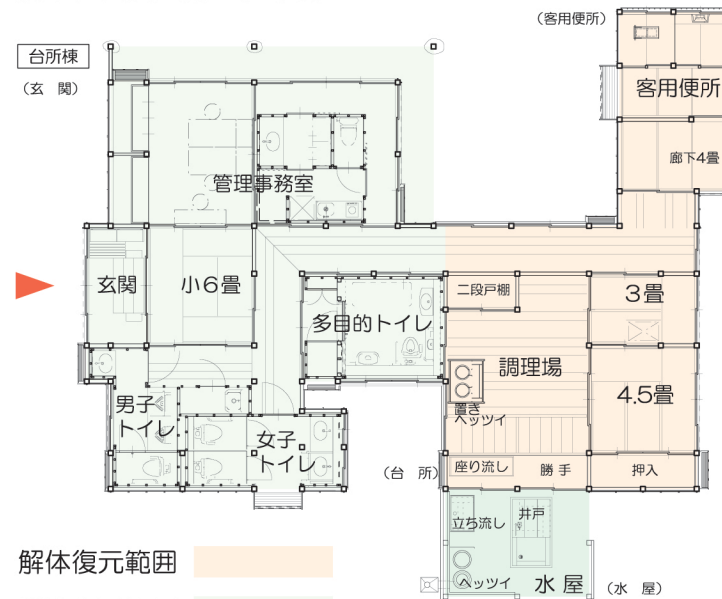 (客用便所)
台所棟
(玄 関)
客用便所
廊下4畳
管理事務室
玄関
小6畳
二段戸棚
3畳
多目的トイレ
調理場
4.5畳
置き
ヘッツイ
男子
トイレ
女子
トイレ
(台 所)
座り流し
勝 手
押入
立ち流し
井戸
ヘッツイ
水 屋
(水 屋)
解体復元範囲